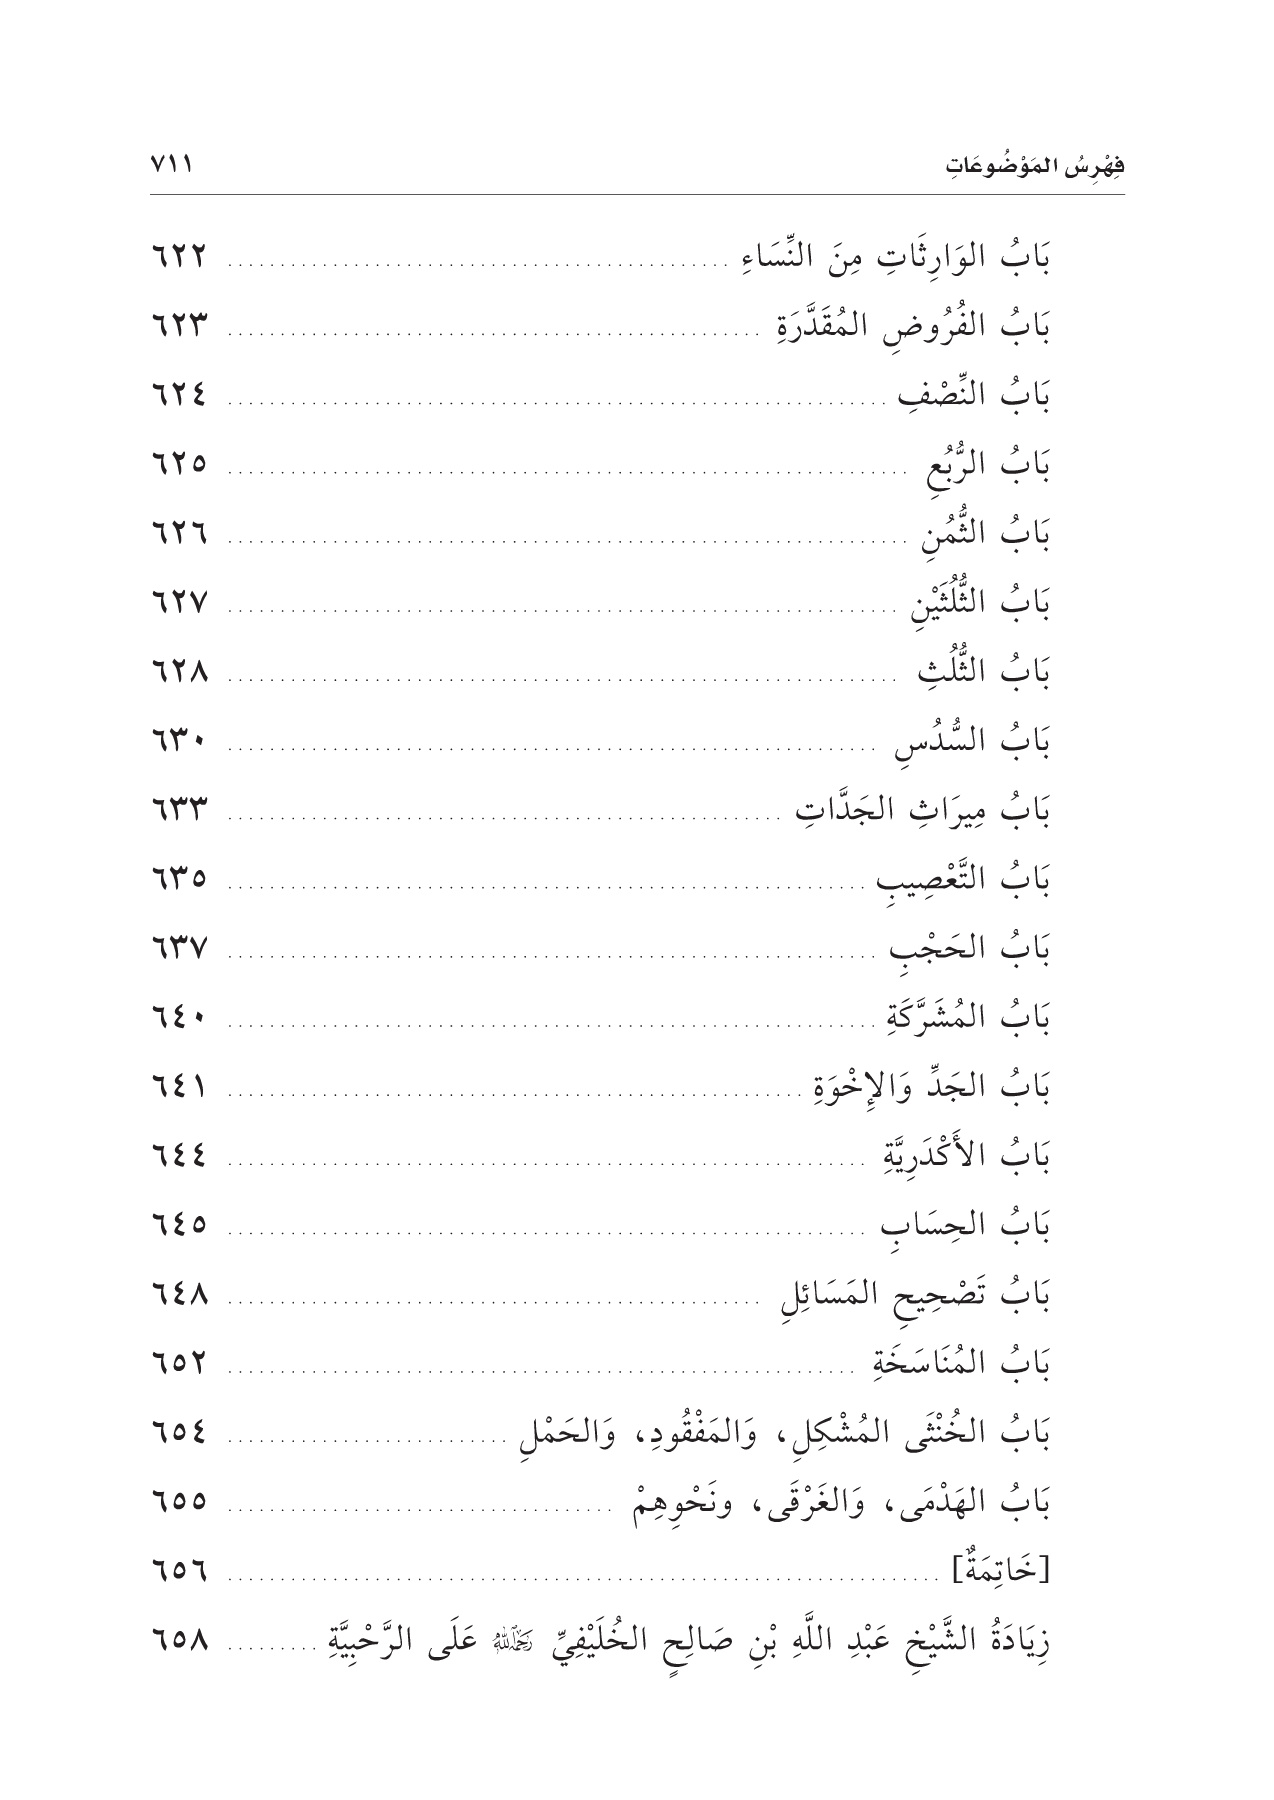 فِهْرِسُ المَوْضُوعَاتِ ٧١١
بَابُ الوَارِثَاتِ مِنَ النِّسَاءِ ٦٢٢
بَابُ الفُرُوضِ المُقَدَّرَةِ ٦٢٣
بَابُ النِّصْفِ ٦٢٤
بَابُ الرُّبُعِ ٦٢٥
بَابُ الثُّمُنِ ٦٢٦
بَابُ الثُّلُثَيْنِ ٦٢٧
بَابُ الثُّلُثِ ٦٢٨
بَابُ السُّدُسِ ٦٣٠
بَابُ مِيرَاثِ الجَدَّاتِ ٦٣٣
بَابُ التَّعْصِيبِ ٦٣٥
بَابُ الحَجْبِ ٦٣٧
بَابُ المُشَرَّكَةِ ٦٤٠
بَابُ الجَدِّ وَالإِخْوَةِ ٦٤١
بَابُ الأَكْدَرِيَّةِ ٦٤٤
بَابُ الحِسَابِ ٦٤٥
بَابُ تَصْحِيحِ المَسَائِلِ ٦٤٨
بَابُ المُنَاسَخَةِ ٦٥٢
بَابُ الخُنْثَى المُشْكِلِ، وَالمَفْقُودِ، وَالحَمْلِ ٦٥٤
بَابُ الهَدْمَى، وَالغَرْقَى، ونَحْوِهِمْ ٦٥٥
[خَاتِمَةٌ] ٦٥٦
زِيَادَةُ الشَّيْخِ عَبْدِ اللَّهِ بْنِ صَالِحٍ الخُلَيْفِيِّ رَحِمَهُ اللَّهُ عَلَى الرَّحْبِيَّةِ ٦٥٨